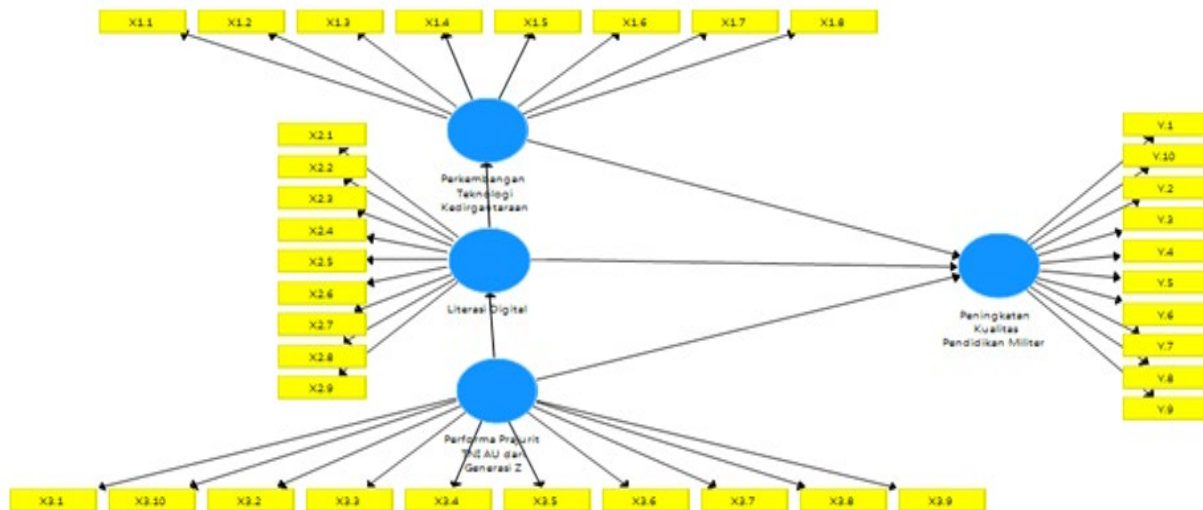 X1.1
X1.2
X1.3
X1.4
X1.5
X1.6
X1.7
X1.8
Perkembangan
Teknologi
Kedirgantaraan
X2.1
X2.2
X2.3
X2.4
X2.5
X2.6
X2.7
X2.8
X2.9
Literasi Digital
Y.1
Y.10
Y.2
Y.3
Y.4
Y.5
Y.6
Y.7
Y.8
Y.9
Peningkatan
Kualitas
Pendidikan Militer
Performa Prajurit
TNI AU dari
Generasi Z
X3.1
X3.10
X3.2
X3.3
X3.4
X3.5
X3.6
X3.7
X3.8
X3.9